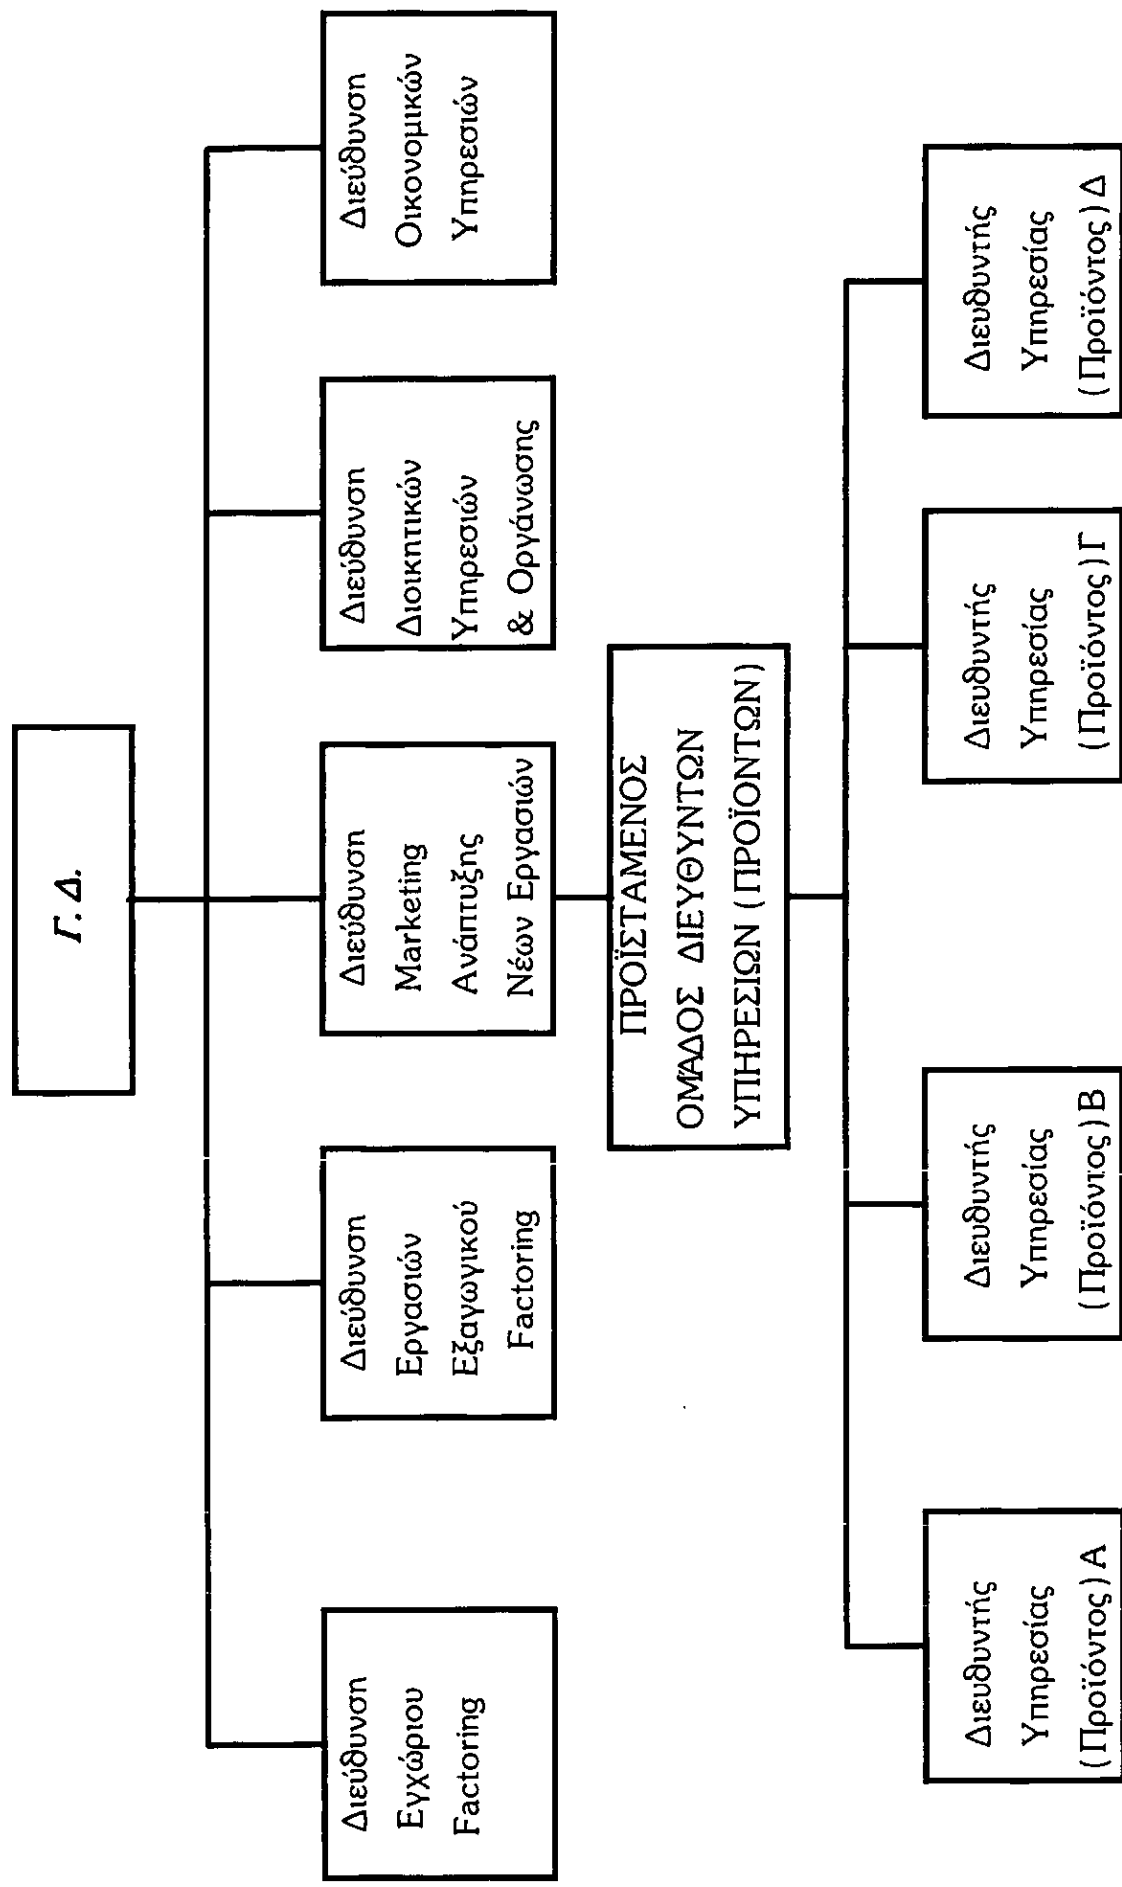 Γ. Δ.
Διεύθυνση
Εγχώριου
Factoring
Διεύθυνση
Εργασιών
Εξαγωγικού
Factoring
Διεύθυνση
Marketing
Ανάπτυξης
Νέων Εργασιών
Διεύθυνση
Διοικητικών
Υπηρεσιών
& Οργάνωσης
Διεύθυνση
Οικονομικών
Υπηρεσιών
ΠΡΟΪΣΤΑΜΕΝΟΣ
ΟΜΑΔΟΣ ΔΙΕΥΘΥΝΤΩΝ
ΥΠΗΡΕΣΙΩΝ (ΠΡΟΪΟΝΤΩΝ)
Διευθυντής
Υπηρεσίας
(Προϊόντος) Α
Διευθυντής
Υπηρεσίας
(Προϊόντος) Β
Διευθυντής
Υπηρεσίας
(Προϊόντος) Γ
Διευθυντής
Υπηρεσίας
(Προϊόντος) Δ